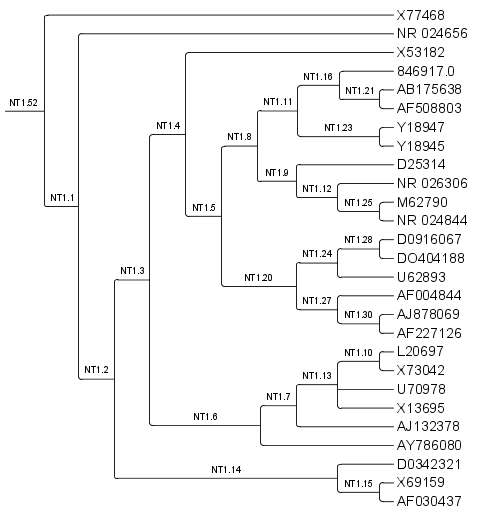 X77468
NT1.52
NR 024656
NT1.1
X53182
NT1.4
846917.0
NT1.16
AB175638
NT1.21
AF508803
NT1.11
Y18947
NT1.23
Y18945
NT1.8
D25314
NT1.9
NR 026306
NT1.12
M62790
NT1.25
NR 024844
NT1.5
D0916067
NT1.28
DO404188
NT1.24
U62893
NT1.20
AF004844
NT1.27
AJ878069
NT1.30
AF227126
NT1.3
L20697
NT1.10
X73042
NT1.13
U70978
X13695
NT1.7
AJ132378
NT1.6
AY786080
NT1.2
D0342321
NT1.14
X69159
NT1.15
AF030437